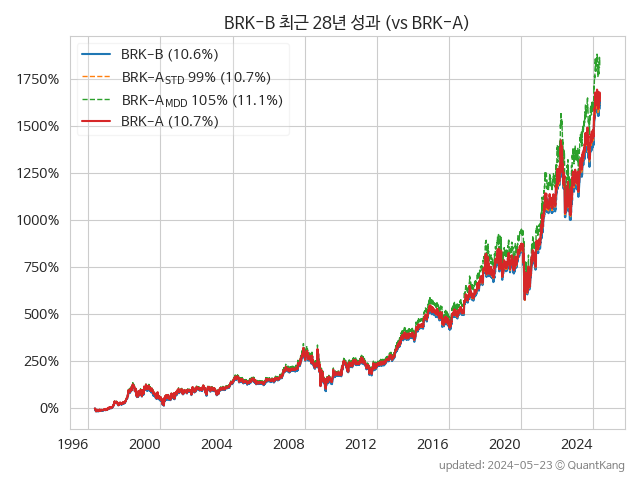 BRK-B 최근 28년 성과 (vs BRK-A)
BRK-B (10.6%)
BRK-A_STD 99% (10.7%)
BRK-A_MDD 105% (11.1%)
BRK-A (10.7%)
1750%
1500%
1250%
1000%
750%
500%
250%
0%
1996 2000 2004 2008 2012 2016 2020 2024
updated: 2024-05-23 © QuantKang